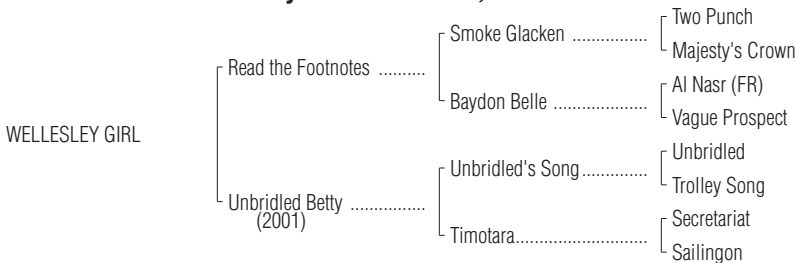 Two Punch
Smoke Glacken ...............
Majesty's Crown
Read the Footnotes ..........
Al Nasr (FR)
Baydon Belle ....................
Vague Prospect
WELLESLEY GIRL
Unbridled
Unbridled's Song..............
Trolley Song
Unbridled Betty ................
(2001)
Secretariat
Timotara............................
Sailingon